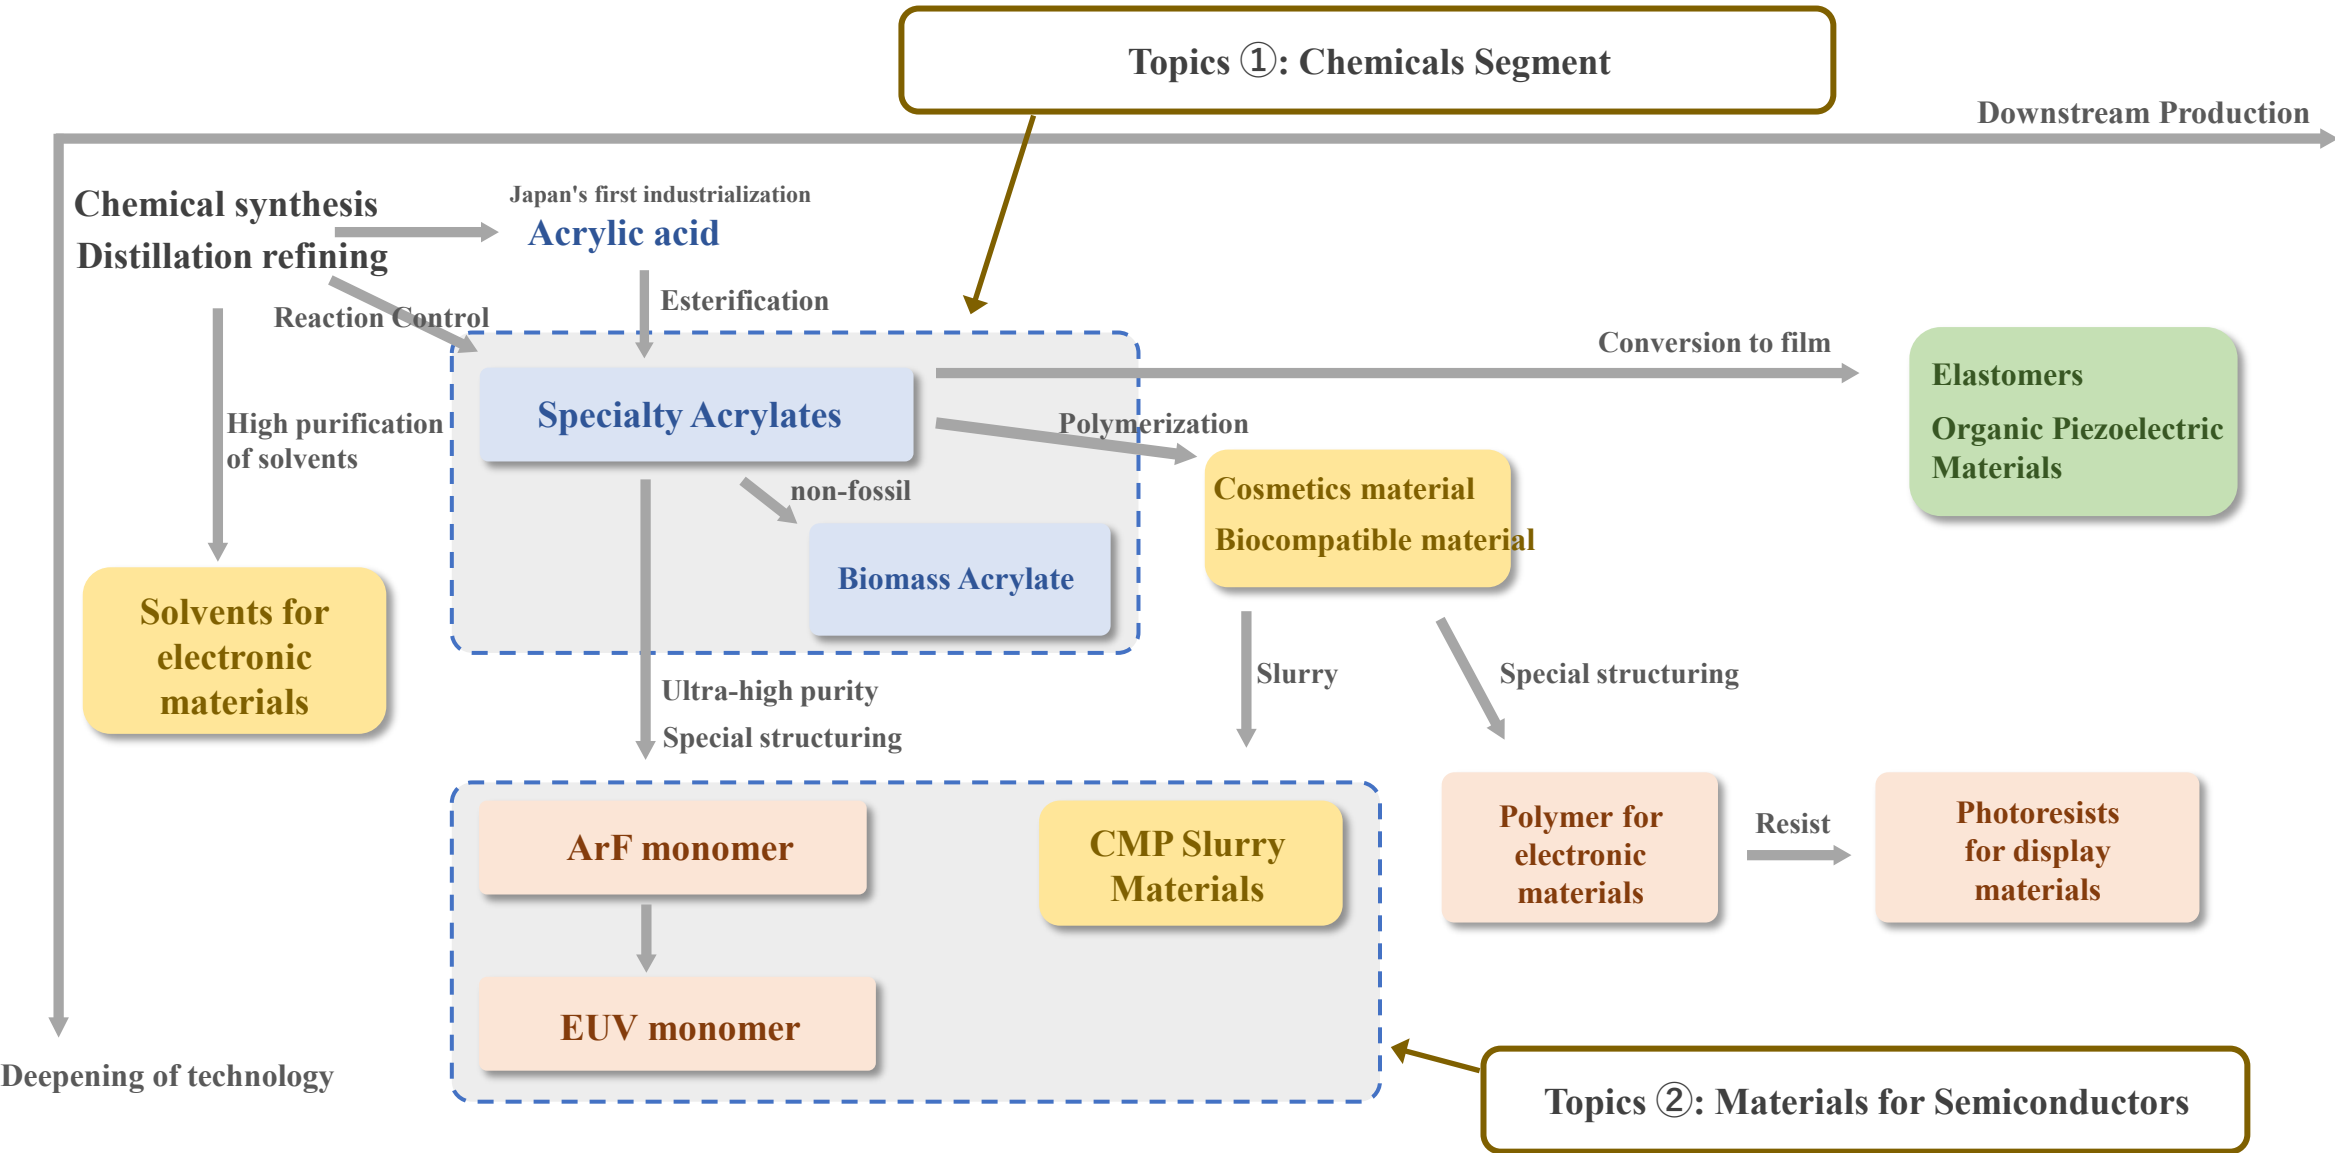 Topics ①: Chemicals Segment
Downstream Production
Chemical synthesis
Distillation refining
Japan's first industrialization
Acrylic acid
Reaction Control
Esterification
High purification
of solvents
Specialty Acrylates
Conversion to film
Polymerization
non-fossil
Biomass Acrylate
Elastomers
Organic Piezoelectric
Materials
Cosmetics material
Biocompatible material
Solvents for
electronic
materials
Ultra-high purity
Special structuring
Slurry
Special structuring
ArF monomer
CMP Slurry
Materials
Polymer for
electronic
materials
Resist
Photoresists
for display
materials
EUV monomer
Deepening of technology
Topics ②: Materials for Semiconductors